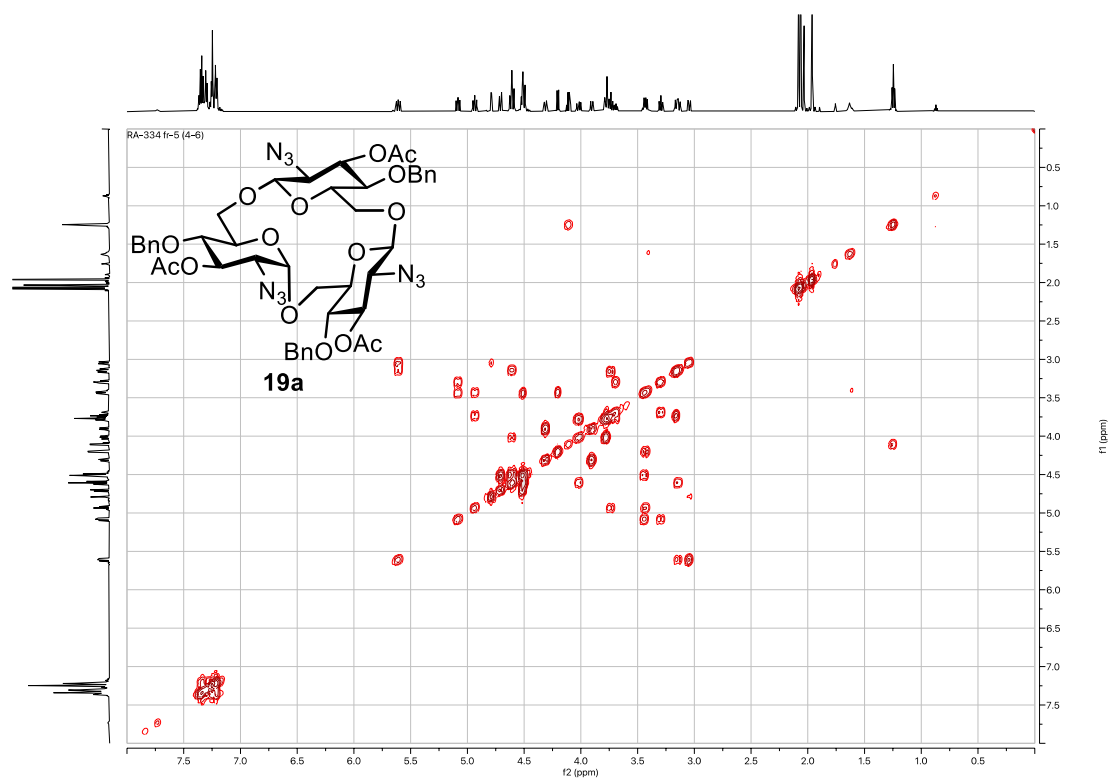 RA-334 fr-5 (4-6)
N3
OAc
OBn
O
O
O
O
BnO
O
O
AcO
N3
N3
O
BnO
OAc
19a
0.5
1.0
1.5
2.0
2.5
3.0
3.5
4.0
4.5
5.0
5.5
6.0
6.5
7.0
7.5
f1 (ppm)
7.5 7.0 6.5 6.0 5.5 5.0 4.5 4.0 3.5 3.0 2.5 2.0 1.5 1.0 0.5
f2 (ppm)